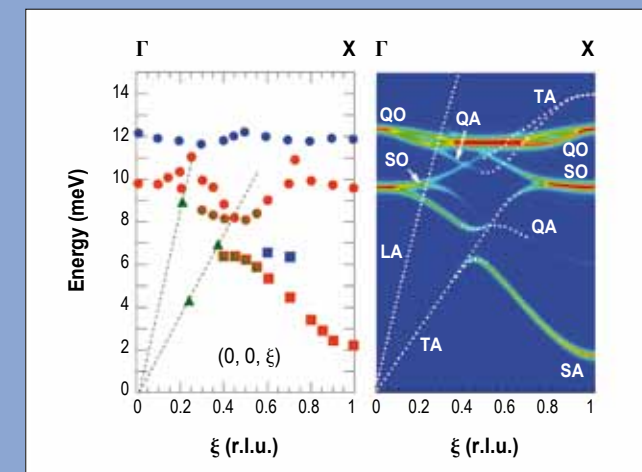 Γ X Γ X
14
12
10
8
6
4
2
0
Energy (meV)
(0, 0, ξ)
0 0.2 0.4 0.6 0.8 1
ξ (r.l.u.)
QO
QA
TA
SO
QO
SO
QA
LA
TA
SA
0 0.2 0.4 0.6 0.8 1
ξ (r.l.u.)